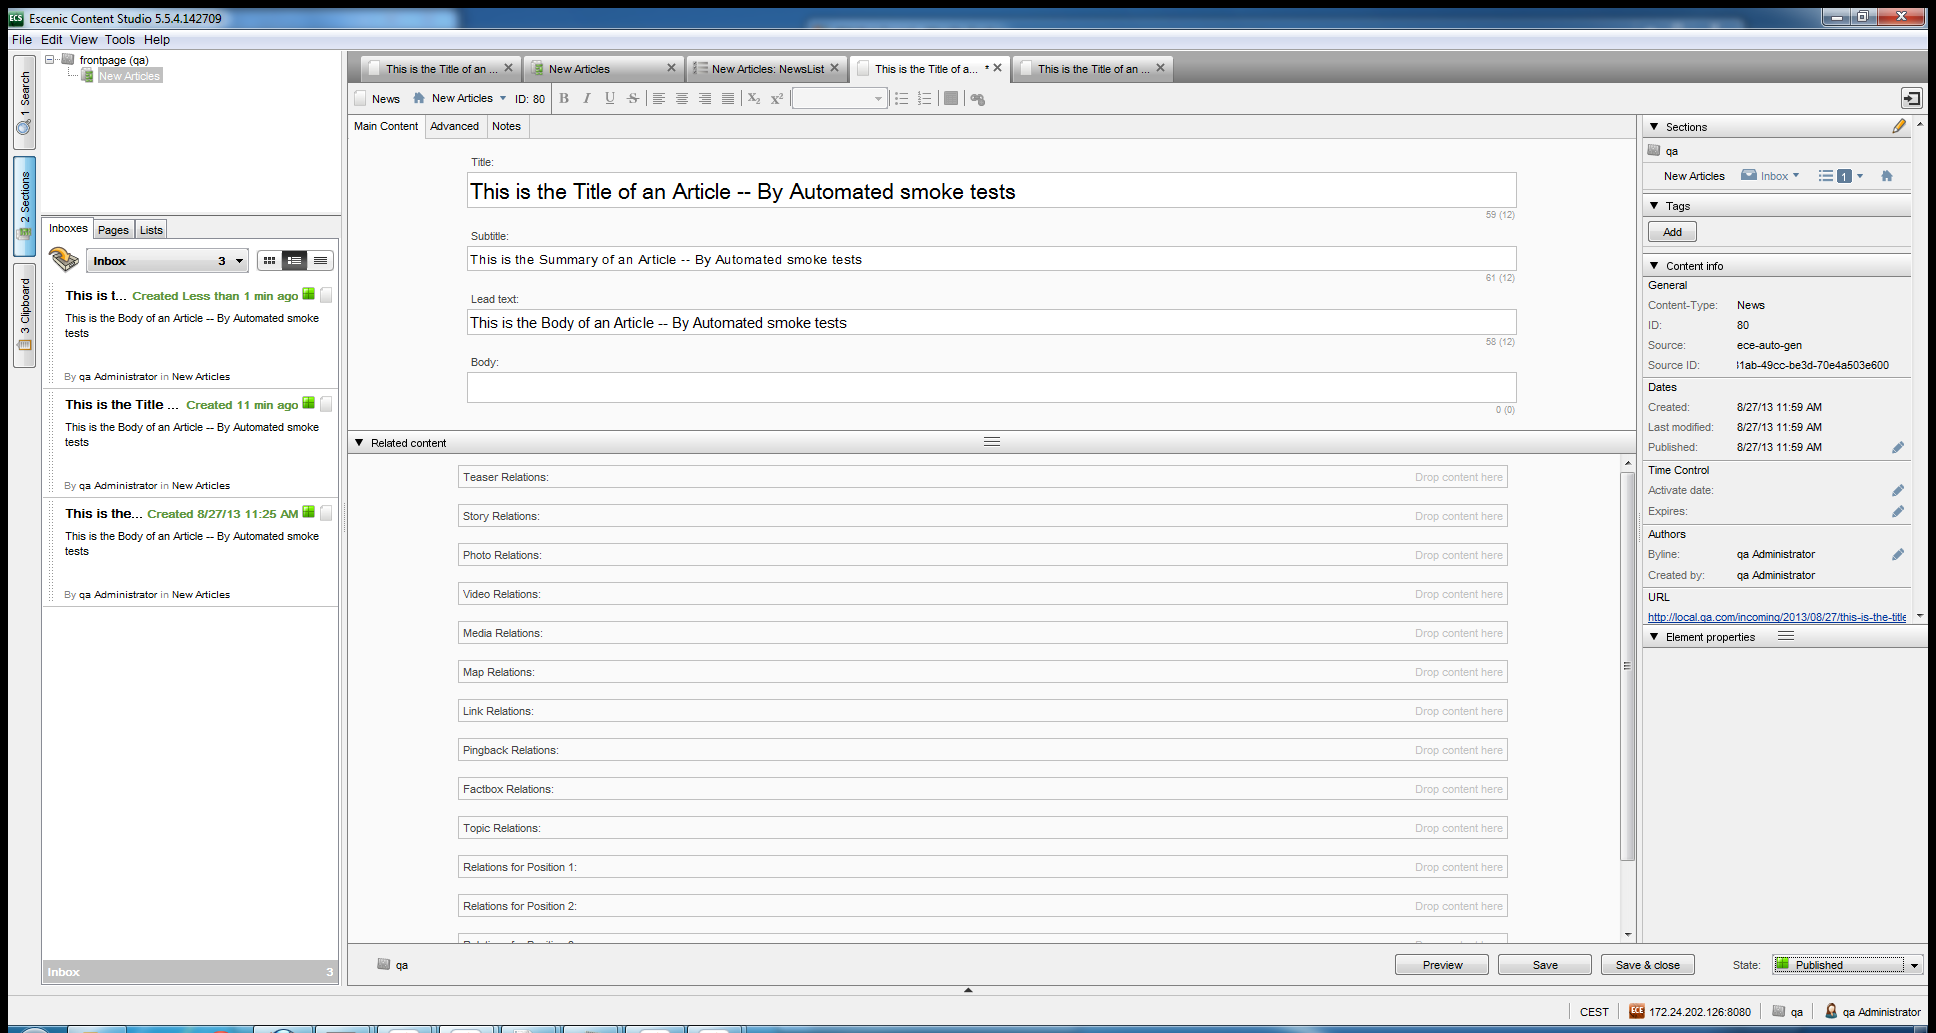 Escenic Content Studio 5.5.4.142709
File Edit View Tools Help
1 Search
2 Sections
3 Clipboard
frontpage (qa)
New Articles
Inboxes Pages Lists
Inbox 3
This is t... Created Less than 1 min ago
This is the Body of an Article -- By Automated smoke
tests
By qa Administrator in New Articles
This is the Title ... Created 11 min ago
This is the Body of an Article -- By Automated smoke
tests
By qa Administrator in New Articles
This is the... Created 8/27/13 11:25 AM
This is the Body of an Article -- By Automated smoke
tests
By qa Administrator in New Articles
Inbox 3
This is the Title of an ... New Articles New Articles: NewsList This is the Title of a... * This is the Title of an ...
News New Articles ID: 80 B I U S X2 X2
Main Content Advanced Notes
Title:
This is the Title of an Article -- By Automated smoke tests
59 (12)
Subtitle:
This is the Summary of an Article -- By Automated smoke tests
61 (12)
Lead text:
This is the Body of an Article -- By Automated smoke tests
58 (12)
Body:
0 (0)
Related content
Teaser Relations: Drop content here
Story Relations: Drop content here
Photo Relations: Drop content here
Video Relations: Drop content here
Media Relations: Drop content here
Map Relations: Drop content here
Link Relations: Drop content here
Pingback Relations: Drop content here
Factbox Relations: Drop content here
Topic Relations: Drop content here
Relations for Position 1: Drop content here
Relations for Position 2: Drop content here
qa Preview Save Save & close State: Published
Sections
qa
New Articles Inbox 1
Tags
Add
Content info
General
Content-Type: News
ID: 80
Source: ece-auto-gen
Source ID: 1ab-49cc-be3d-70e4a503e600
Dates
Created: 8/27/13 11:59 AM
Last modified: 8/27/13 11:59 AM
Published: 8/27/13 11:59 AM
Time Control
Activate date:
Expires:
Authors
Byline: qa Administrator
Created by: qa Administrator
URL
http://local.qa.com/incoming/2013/08/27/this-is-the-title
Element properties
CEST ECE 172.24.202.126:8080 qa qa Administrator